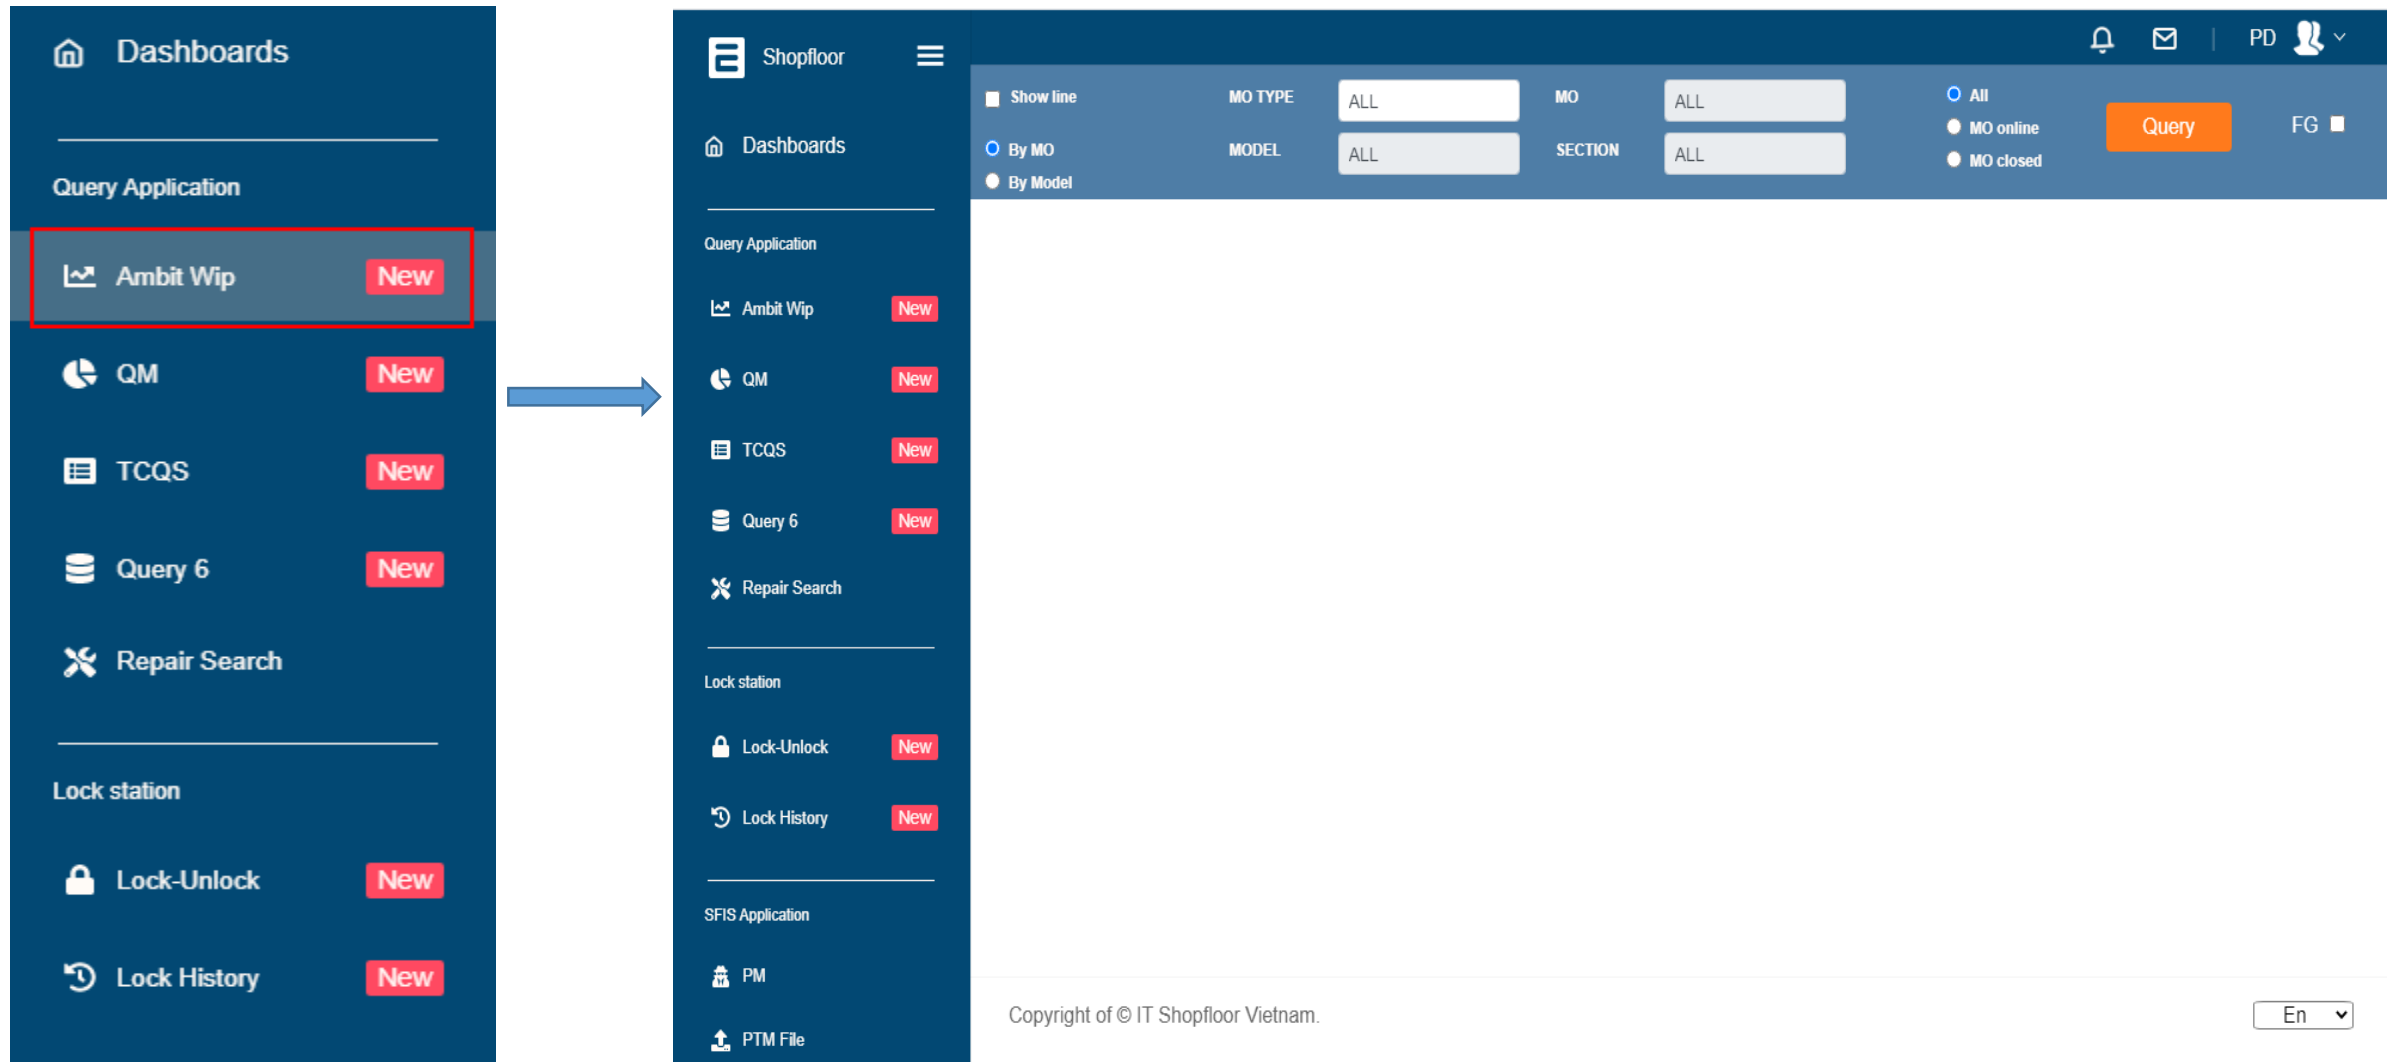 Dashboards
Query Application
Ambit Wip New
QM New
TCQS New
Query 6 New
Repair Search
Lock station
Lock-Unlock New
Lock History New
Shopfloor
Dashboards
Query Application
Ambit Wip New
QM New
TCQS New
Query 6 New
Repair Search
Lock station
Lock-Unlock New
Lock History New
SFIS Application
PM
PTM File
PD
Show line MO TYPE ALL MO ALL All
MO online Query FG
By MO MODEL ALL SECTION ALL MO closed
By Model
Copyright of © IT Shopfloor Vietnam. En